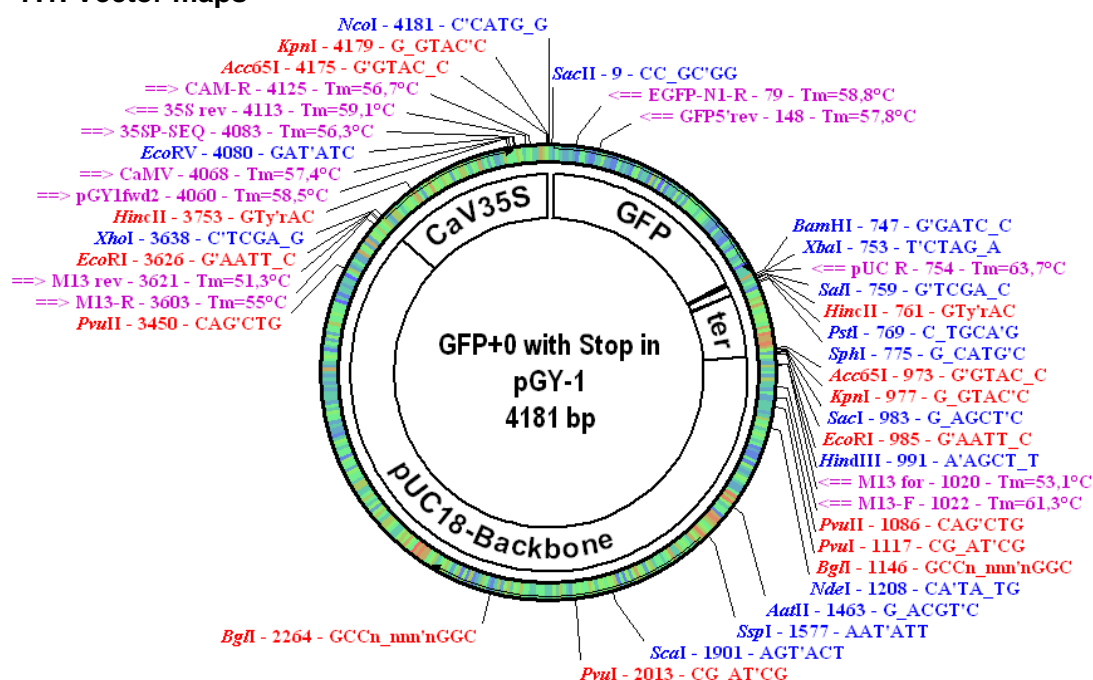 NcoI - 4181 - C'CATG_G
KpnI - 4179 - G_GTAC'C
Acc65I - 4175 - G'GTAC_C
==> CAM-R - 4125 - Tm=56,7°C
<== 35S rev - 4113 - Tm=59,1°C
==> 35SP-SEQ - 4083 - Tm=56,3°C
EcoRV - 4080 - GAT'ATC
==> CaMV - 4068 - Tm=57,4°C
==> pGY1fwd2 - 4060 - Tm=58,5°C
HincII - 3753 - GTy'rAC
XhoI - 3638 - C'TCGA_G
EcoRI - 3626 - G'AATT_C
==> M13 rev - 3621 - Tm=51,3°C
==> M13-R - 3603 - Tm=55°C
PvuII - 3450 - CAG'CTG
SacII - 9 - CC_GC'GG
<== EGFP-N1-R - 79 - Tm=58,8°C
<== GFP5'rev - 148 - Tm=57,8°C
BamHI - 747 - G'GATC_C
XbaI - 753 - T'CTAG_A
<== pUC R - 754 - Tm=63,7°C
SalI - 759 - G'TCGA_C
HincII - 761 - GTy'rAC
PstI - 769 - C_TGCA'G
SphI - 775 - G_CATG'C
Acc65I - 973 - G'GTAC_C
KpnI - 977 - G_GTAC'C
SacI - 983 - G_AGCT'C
EcoRI - 985 - G'AATT_C
HindIII - 991 - A'AGCT_T
<== M13 for - 1020 - Tm=53,1°C
<== M13-F - 1022 - Tm=61,3°C
PvuII - 1086 - CAG'CTG
PvuI - 1117 - CG_AT'CG
BglI - 1146 - GCCn_nnn'nGGC
NdeI - 1208 - CA'TA_TG
AatII - 1463 - G_ACGT'C
SspI - 1577 - AAT'ATT
ScaI - 1901 - AGT'ACT
PvuI - 2013 - CG_AT'CG
BglI - 2264 - GCCn_nnn'nGGC
CaV35S
GFP
ter
GFP+0 with Stop in
pGY-1
4181 bp
pUC18-Backbone